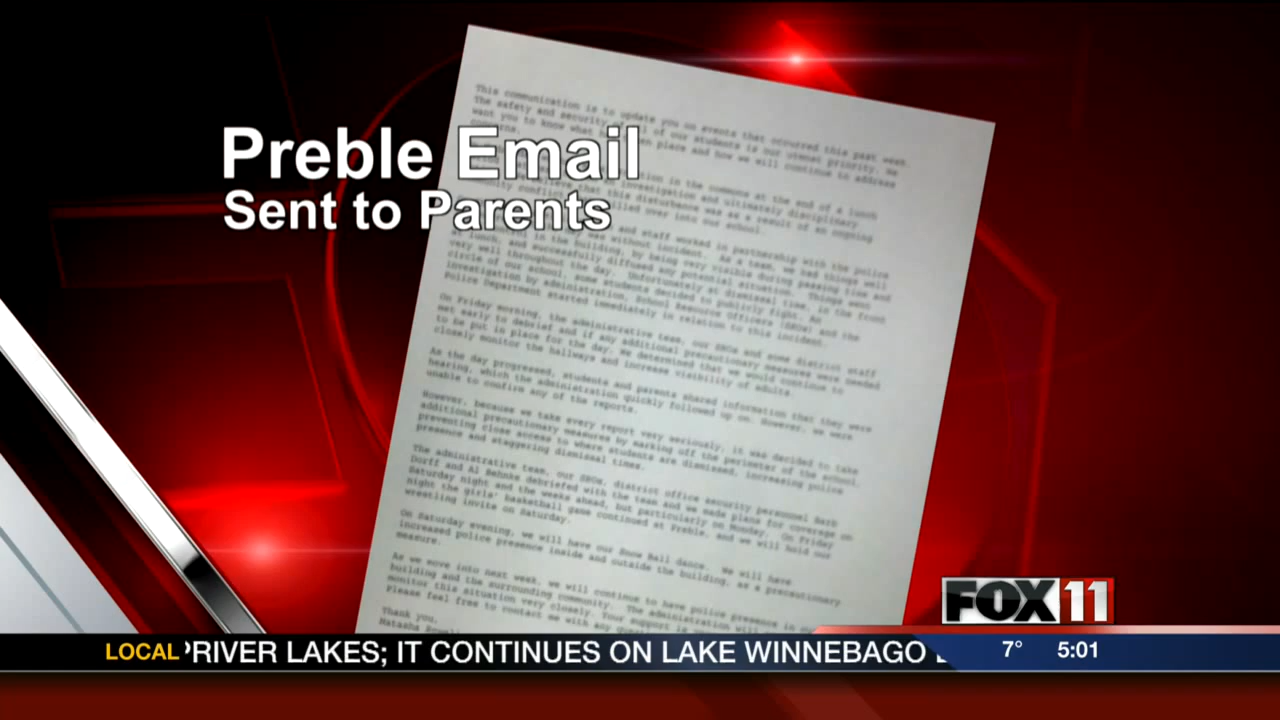 Preble Email
Sent to Parents
This communication is to update you on events that occurred this past week.
The safety and security of all of our students is our utmost priority. We
want you to know what has taken place and how we will continue to address
concerns.
in the commons at the end of a lunch
investigation and ultimately disciplinary
believe that this disturbance was as a result of an ongoing
community conflict spilled over into our school.
and staff worked in partnership with the police
was without incident. As a team, we had things well
in the building, by being very visible during passing time and
at lunch, and successfully diffused any potential situation. Things went
very well throughout the day. Unfortunately at dismissal time, in the front
circle of our school, some students decided to publicly fight. An
investigation by administration, School Resource Officers (SROs) and the
Police Department started immediately in relation to this incident.
On Friday morning, the administrative team, our SROs and some district staff
met early to debrief and if any additional precautionary measures were needed
to be put in place for the day. We determined that we would continue to
closely monitor the hallways and increase visibility of adults.
As the day progressed, students and parents shared information that they were
hearing, which the administration quickly followed up on. However, we were
unable to confirm any of the reports.
However, because we take every report very seriously, it was decided to take
additional precautionary measures by marking off the perimeter of the school,
preventing close access to where students are dismissed, increasing police
presence and staggering dismissal times.
The administrative team, our SROs, district office security personnel Barb
Dorff and Al Behnke debriefed with the team and we made plans for coverage on
Saturday night and the weeks ahead, but particularly on Monday. On Friday
night the girls' basketball game continued at Preble, and we will hold our
wrestling invite on Saturday.
On Saturday evening, we will have our Snow Ball dance. We will have
increased police presence inside and outside the building, as a precautionary
measure.
As we move into next week, we will continue to have police presence in our
building and the surrounding community. The administration will
monitor this situation very closely. Your support is
Please feel free to contact me with any
Thank you,
Natasha
FOX 11
LOCAL RIVER LAKES; IT CONTINUES ON LAKE WINNEBAGO 7° 5:01